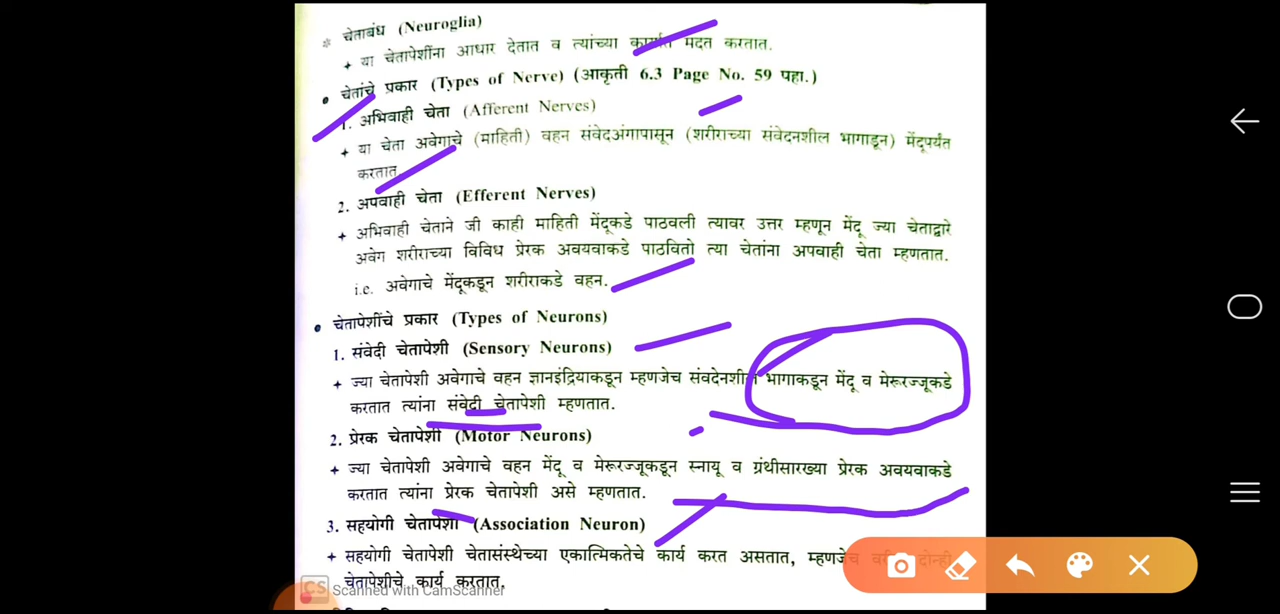 * चेताबंध (Neuroglia)
+ या चेतापेशींना आधार देतात व त्यांच्या कार्यात मदत करतात.
• चेतांचे प्रकार (Types of Nerve) (आकृती 6.3 Page No. 59 पहा.)
1. अभिवाही चेता (Afferent Nerves)
+ या चेता अवेगाचे (माहिती) वहन संवेदअंगापासून (शरीराच्या संवेदनशील भागाडून) मेंदूपर्यंत
करतात.
2. अपवाही चेता (Efferent Nerves)
+ अभिवाही चेताने जी काही माहिती मेंदूकडे पाठवली त्यावर उत्तर म्हणून मेंदू ज्या चेताद्वारे
अवेग शरीराच्या विविध प्रेरक अवयवाकडे पाठवितो त्या चेतांना अपवाही चेता म्हणतात.
i.e. अवेगाचे मेंदूकडून शरीराकडे वहन.
• चेतापेशींचे प्रकार (Types of Neurons)
1. संवेदी चेतापेशी (Sensory Neurons)
+ ज्या चेतापेशी अवेगाचे वहन ज्ञानइंद्रियाकडून म्हणजेच संवदेनशील भागाकडून मेंदू व मेरूरज्जूकडे
करतात त्यांना संवेदी चेतापेशी म्हणतात.
2. प्रेरक चेतापेशी (Motor Neurons)
+ ज्या चेतापेशी अवेगाचे वहन मेंदू व मेरूरज्जूकडून स्नायू व ग्रंथीसारख्या प्रेरक अवयवाकडे
करतात त्यांना प्रेरक चेतापेशी असे म्हणतात.
3. सहयोगी चेतापेशी (Association Neuron)
+ सहयोगी चेतापेशी चेतासंस्थेच्या एकात्मिकतेचे कार्य करत असतात, म्हणजेच दोन्ही
चेतापेशीचे कार्य करतात.
CS Scanned with CamScanner